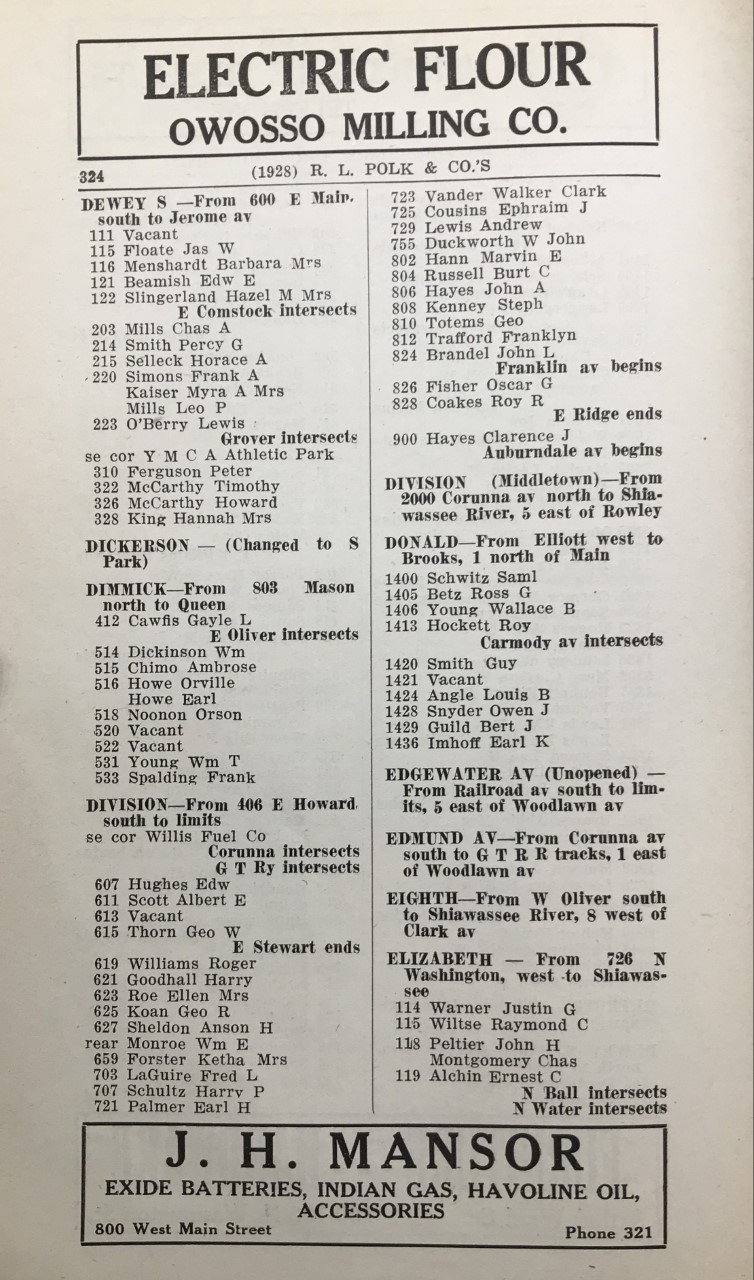 ELECTRIC FLOUR
OWOSSO MILLING CO.
324
(1928) R. L. POLK & CO.'S
DEWEY S —From 600 E Main.
south to Jerome av
111 Vacant
115 Floate Jas W
116 Menshardt Barbara Mrs
121 Beamish Edw E
122 Slingerland Hazel M Mrs
E Comstock intersects
203 Mills Chas A
214 Smith Percy G
215 Selleck Horace A
220 Simons Frank A
Kaiser Myra A Mrs
Mills Leo P
223 O'Berry Lewis
Grover intersects
se cor Y M C A Athletic Park
310 Ferguson Peter
322 McCarthy Timothy
326 McCarthy Howard
328 King Hannah Mrs
DICKERSON — (Changed to S
Park)
DIMMICK—From 803 Mason
north to Queen
412 Cawfis Gayle L
E Oliver intersects
514 Dickinson Wm
515 Chimo Ambrose
516 Howe Orville
Howe Earl
518 Noonon Orson
520 Vacant
522 Vacant
531 Young Wm T
533 Spalding Frank
DIVISION—From 406 E Howard
south to limits
se cor Willis Fuel Co
Corunna intersects
G T Ry intersects
607 Hughes Edw
611 Scott Albert E
613 Vacant
615 Thorn Geo W
E Stewart ends
619 Williams Roger
621 Goodhall Harry
623 Roe Ellen Mrs
625 Koan Geo R
627 Sheldon Anson H
rear Monroe Wm E
659 Forster Ketha Mrs
703 LaGuire Fred L
707 Schultz Harry P
721 Palmer Earl H
723 Vander Walker Clark
725 Cousins Ephraim J
729 Lewis Andrew
755 Duckworth W John
802 Hann Marvin E
804 Russell Burt C
806 Hayes John A
808 Kenney Steph
810 Totems Geo
812 Trafford Franklyn
824 Brandel John L
Franklin av begins
826 Fisher Oscar G
828 Coakes Roy R
E Ridge ends
900 Hayes Clarence J
Auburndale av begins
DIVISION (Middletown)—From
2000 Corunna av north to Shia-
wassee River, 5 east of Rowley
DONALD—From Elliott west to
Brooks, 1 north of Main
1400 Schwitz Saml
1405 Betz Ross G
1406 Young Wallace B
1413 Hockett Roy
Carmody av intersects
1420 Smith Guy
1421 Vacant
1424 Angle Louis B
1428 Snyder Owen J
1429 Guild Bert J
1436 Imhoff Earl K
EDGEWATER AV (Unopened) —
From Railroad av south to lim-
its, 5 east of Woodlawn av
EDMUND AV—From Corunna av
south to G T R R tracks, 1 east
of Woodlawn av
EIGHTH—From W Oliver south
to Shiawassee River, 8 west of
Clark av
ELIZABETH — From 726 N
Washington, west to Shiawas-
see
114 Warner Justin G
115 Wiltse Raymond C
118 Peltier John H
Montgomery Chas
119 Alchin Ernest C
N Ball intersects
N Water intersects
J. H. MANSOR
EXIDE BATTERIES, INDIAN GAS, HAVOLINE OIL,
ACCESSORIES
800 West Main Street
Phone 321